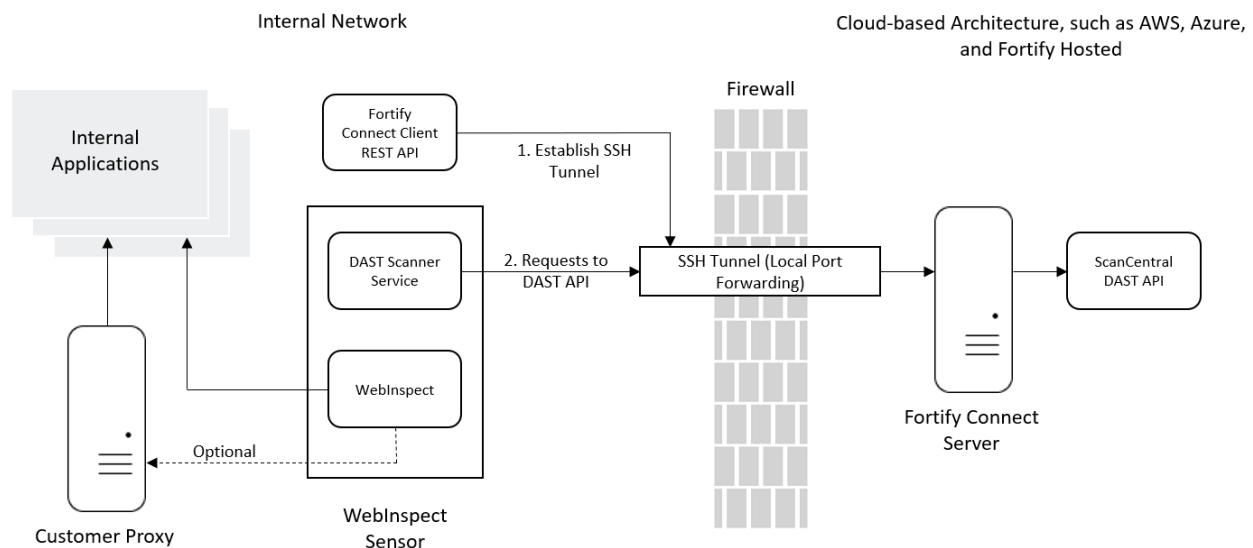 Internal Network
Cloud-based Architecture, such as AWS, Azure,
and Fortify Hosted
Firewall
Internal
Applications
Fortify
Connect Client
REST API
1. Establish SSH
Tunnel
DAST Scanner
Service
2. Requests to
DAST API
SSH Tunnel (Local Port
Forwarding)
ScanCentral
DAST API
WebInspect
Optional
Fortify Connect
Server
Customer Proxy
WebInspect
Sensor